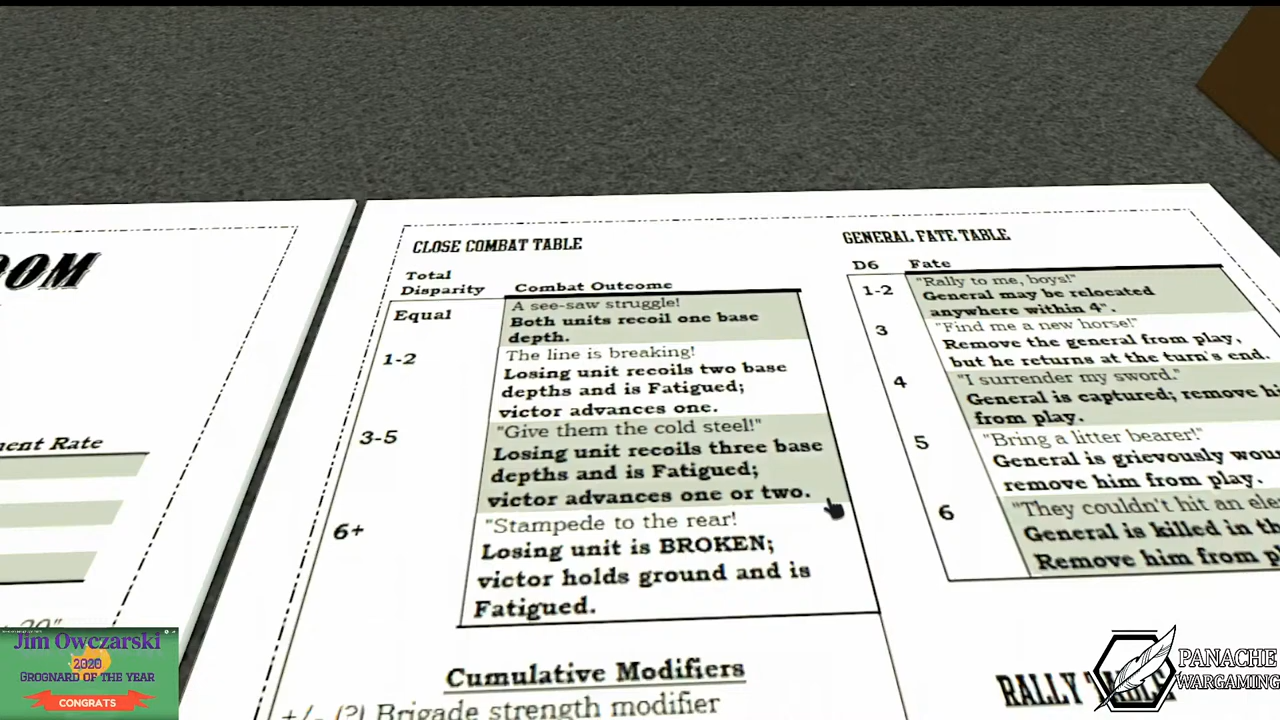 OOM
ment Rate
20"
CLOSE COMBAT TABLE
Total
Disparity
Combat Outcome
Equal
A see-saw struggle!
Both units recoil one base
depth.
1-2
The line is breaking!
Losing unit recoils two base
depths and is Fatigued;
victor advances one.
3-5
"Give them the cold steel!"
Losing unit recoils three base
depths and is Fatigued;
victor advances one or two.
6+
"Stampede to the rear!
Losing unit is BROKEN;
victor holds ground and is
Fatigued.
Cumulative Modifiers
+/- (?) Brigade strength modifier
GENERAL FATE TABLE
D6
Fate
1-2
"Rally to me, boys!"
General may be relocated
anywhere within 4".
3
"Find me a new horse!"
Remove the general from play,
but he returns at the turn's end.
4
"I surrender my sword."
General is captured; remove hi
from play.
5
"Bring a litter bearer!"
General is grievously wou
remove him from play.
6
"They couldn't hit an ele
General is killed in th
Remove him from p
RALLY TABLE
Jim Owczarski
2020
GROGNARD OF THE YEAR
CONGRATS
PANACHE
WARGAMING